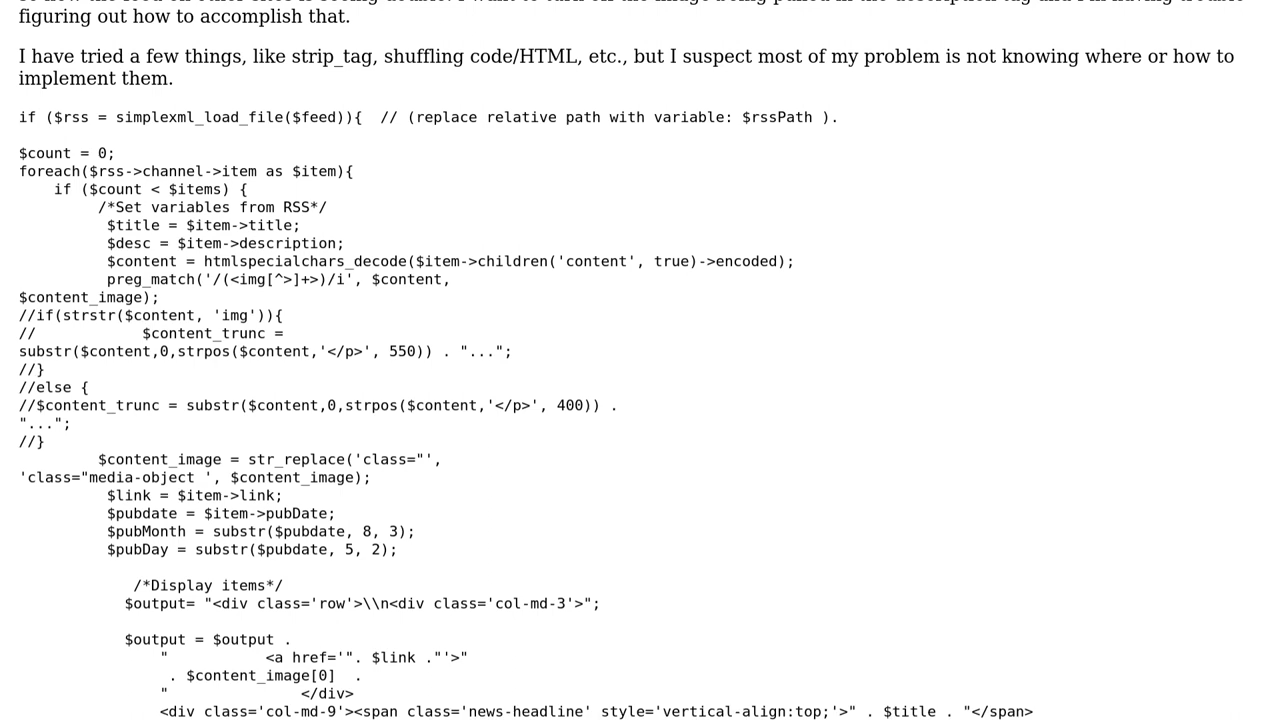 figuring out how to accomplish that.
I have tried a few things, like strip_tag, shuffling code/HTML, etc., but I suspect most of my problem is not knowing where or how to
implement them.
if ($rss = simplexml_load_file($feed)){  // (replace relative path with variable: $rssPath ).
$count = 0;
foreach($rss->channel->item as $item){
    if ($count < $items) {
         /*Set variables from RSS*/
          $title = $item->title;
          $desc = $item->description;
          $content = htmlspecialchars_decode($item->children('content', true)->encoded);
          preg_match('/(<img[^>]+>)/i', $content,
$content_image);
//if(strstr($content, 'img')){
//            $content_trunc =
substr($content,0,strpos($content,'</p>', 550)) . "...";
//}
//else {
//$content_trunc = substr($content,0,strpos($content,'</p>', 400)) .
"...";
//}
         $content_image = str_replace('class="',
'class="media-object ', $content_image);
          $link = $item->link;
          $pubdate = $item->pubDate;
          $pubMonth = substr($pubdate, 8, 3);
          $pubDay = substr($pubdate, 5, 2);
             /*Display items*/
            $output= "<div class='row'>\\n<div class='col-md-3'>";
            $output = $output .
                "           <a href='". $link ."'>"
                 . $content_image[0]  .
                "               </div>
                <div class='col-md-9'><span class='news-headline' style='vertical-align:top;'>" . $title . "</span>